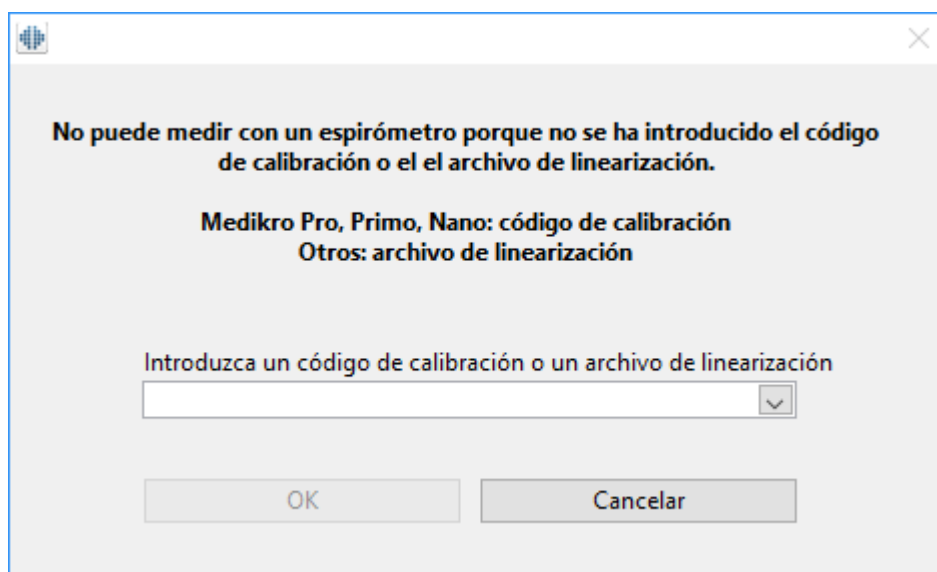 No puede medir con un espirómetro porque no se ha introducido el código
de calibración o el el archivo de linearización.
Medikro Pro, Primo, Nano: código de calibración
Otros: archivo de linearización
Introduzca un código de calibración o un archivo de linearización
OK
Cancelar